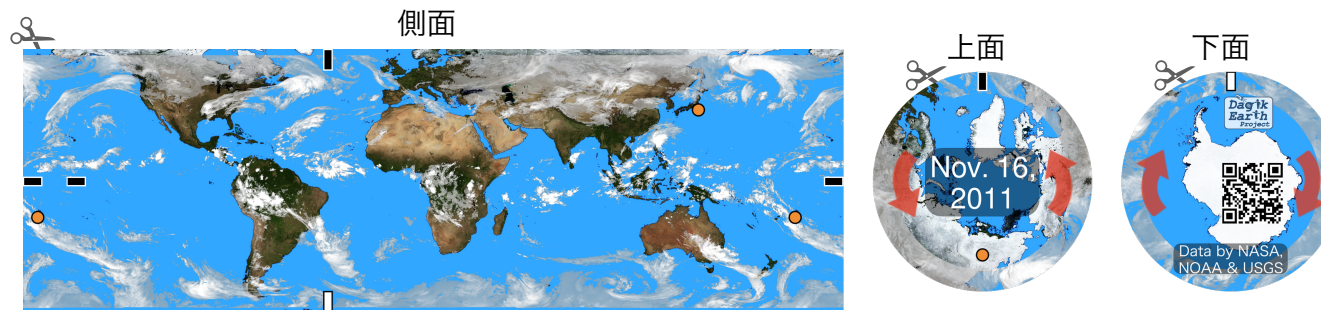 側面
上面
Nov. 16,
2011
下面
Dagik
Earth
Project
Data by NASA,
NOAA & USGS